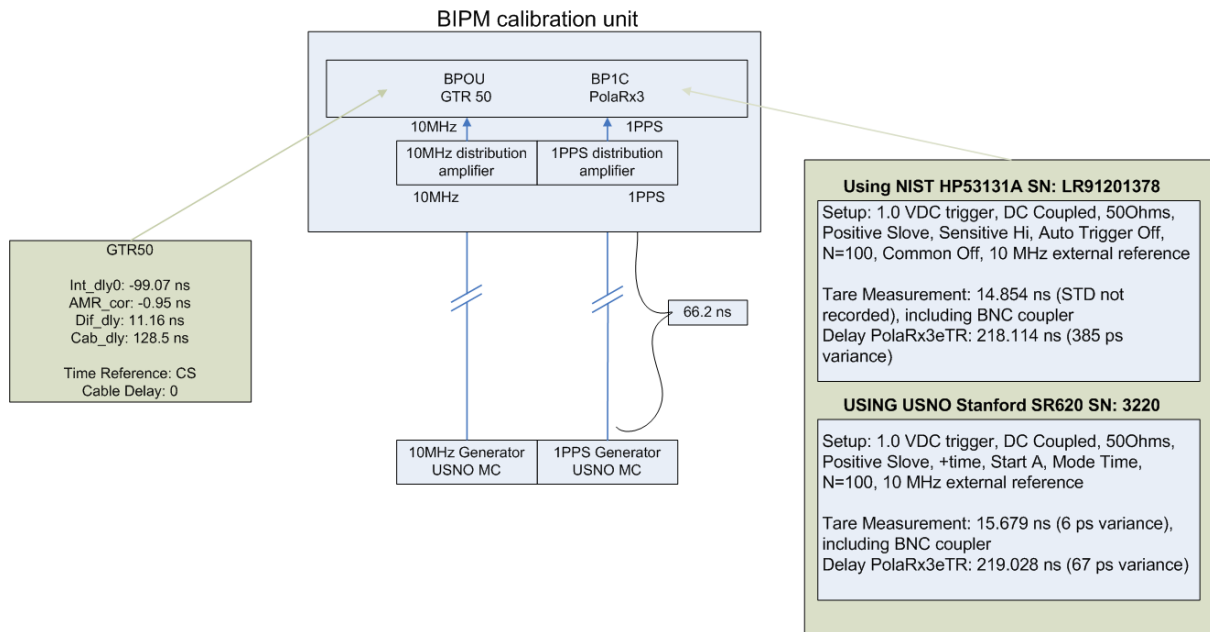 BIPM calibration unit
BPOU
GTR 50
BP1C
PolaRx3
10MHz
1PPS
10MHz distribution
amplifier
1PPS distribution
amplifier
10MHz
1PPS
66.2 ns
10MHz Generator
USNO MC
1PPS Generator
USNO MC
GTR50
Int_dly0: -99.07 ns
AMR_cor: -0.95 ns
Dif_dly: 11.16 ns
Cab_dly: 128.5 ns
Time Reference: CS
Cable Delay: 0
Using NIST HP53131A SN: LR91201378
Setup: 1.0 VDC trigger, DC Coupled, 50Ohms,
Positive Slove, Sensitive Hi, Auto Trigger Off,
N=100, Common Off, 10 MHz external reference
Tare Measurement: 14.854 ns (STD not
recorded), including BNC coupler
Delay PolaRx3eTR: 218.114 ns (385 ps
variance)
USING USNO Stanford SR620 SN: 3220
Setup: 1.0 VDC trigger, DC Coupled, 50Ohms,
Positive Slove, +time, Start A, Mode Time,
N=100, 10 MHz external reference
Tare Measurement: 15.679 ns (6 ps variance),
including BNC coupler
Delay PolaRx3eTR: 219.028 ns (67 ps variance)